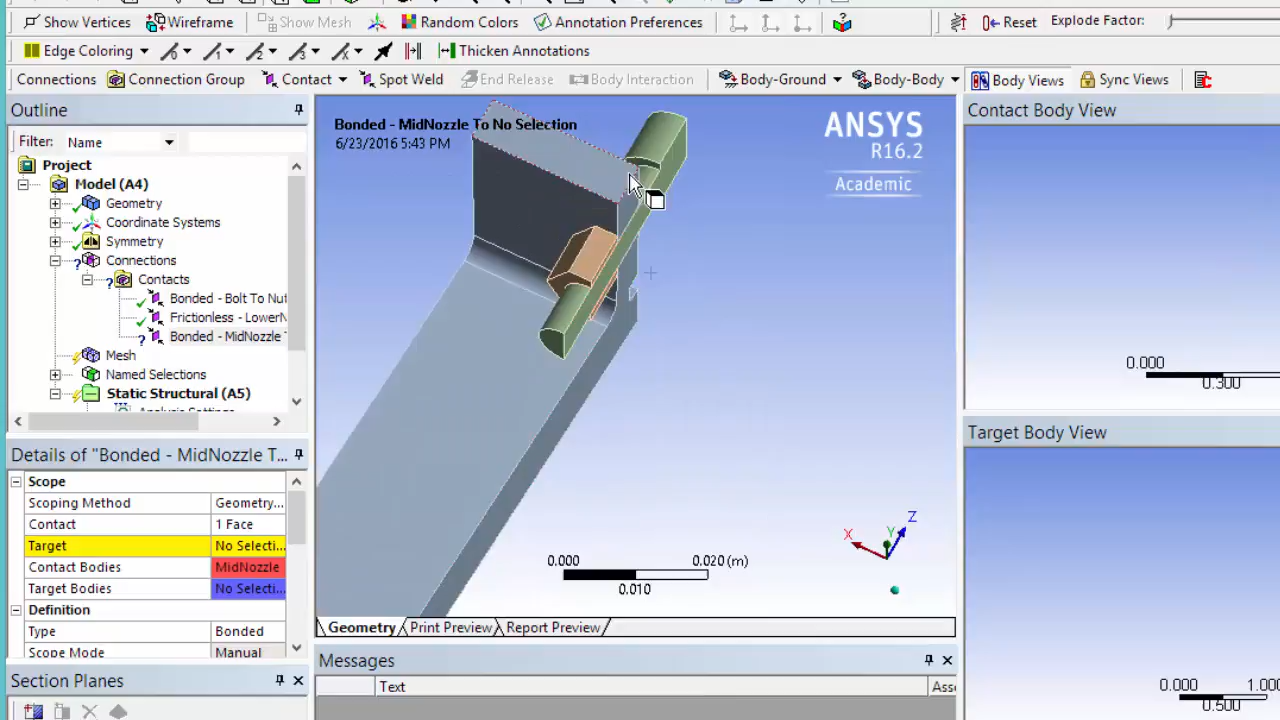 Show Vertices Wireframe Show Mesh Random Colors Annotation Preferences Reset Explode Factor:
Edge Coloring Thicken Annotations
Connections Connection Group Contact Spot Weld End Release Body Interaction Body-Ground Body-Body Body Views Sync Views
Outline
Filter: Name
Project
Model (A4)
Geometry
Coordinate Systems
Symmetry
Connections
Contacts
Bonded - Bolt To Nut
Frictionless - LowerN
Bonded - MidNozzle T
Mesh
Named Selections
Static Structural (A5)
Analysis Settings
Details of "Bonded - MidNozzle T...
Scope
Scoping Method Geometry...
Contact 1 Face
Target No Selecti...
Contact Bodies MidNozzle
Target Bodies No Selecti...
Definition
Type Bonded
Scope Mode Manual
Section Planes
Bonded - MidNozzle To No Selection
6/23/2016 5:43 PM
ANSYS
R16.2
Academic
X Y Z
0.000 0.020 (m)
0.010
Geometry Print Preview Report Preview
Messages
Text Asso
Contact Body View
0.000
0.300
Target Body View
0.000 1.000
0.500